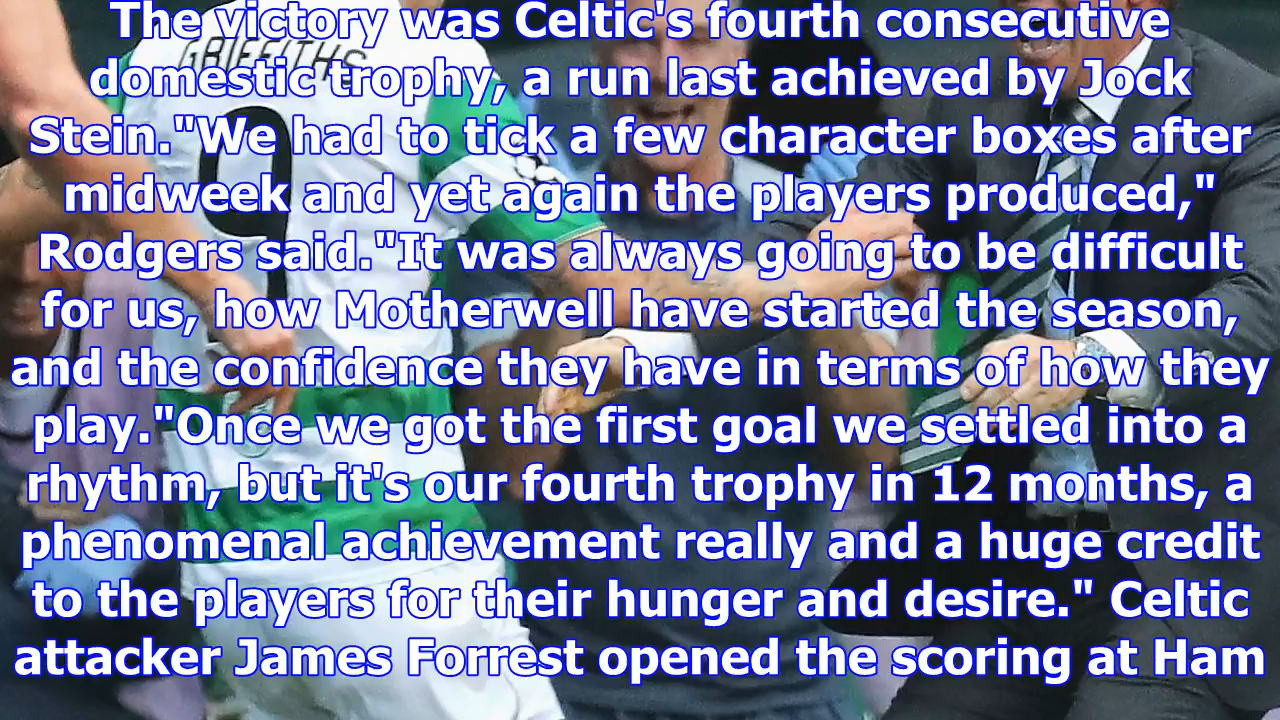 The victory was Celtic's fourth consecutive
domestic trophy, a run last achieved by Jock
Stein."We had to tick a few character boxes after
midweek and yet again the players produced,"
Rodgers said."It was always going to be difficult
for us, how Motherwell have started the season,
and the confidence they have in terms of how they
play."Once we got the first goal we settled into a
rhythm, but it's our fourth trophy in 12 months, a
phenomenal achievement really and a huge credit
to the players for their hunger and desire." Celtic
attacker James Forrest opened the scoring at Ham
GRIFFITHS
9